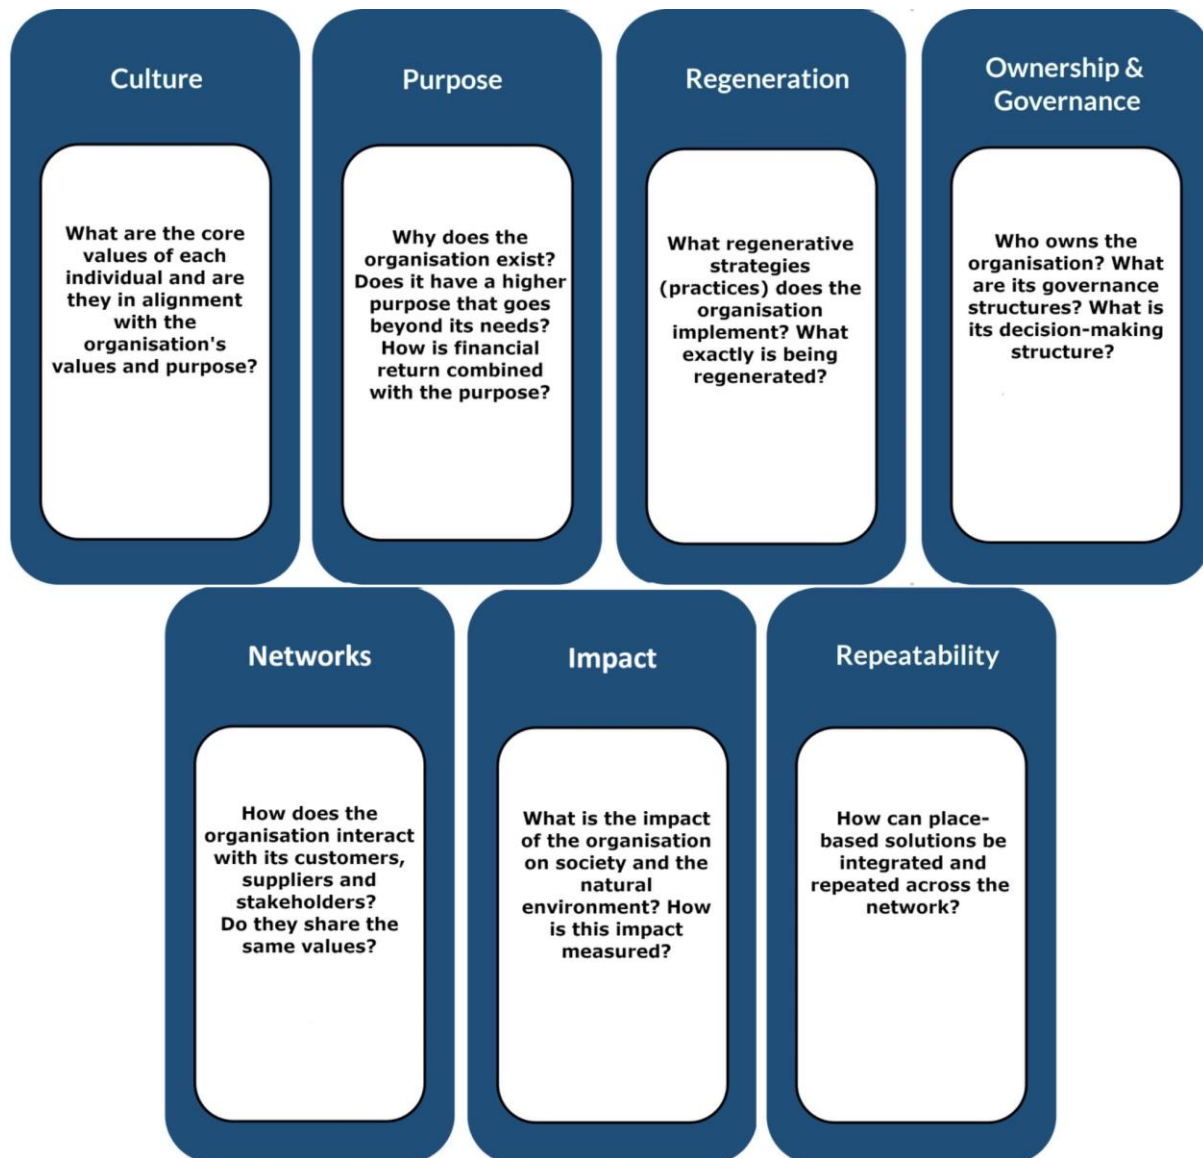 Culture
What are the core
values of each
individual and are
they in alignment
with the
organisation's
values and purpose?
Purpose
Why does the
organisation exist?
Does it have a higher
purpose that goes
beyond its needs?
How is financial
return combined
with the purpose?
Regeneration
What regenerative
strategies
(practices) does the
organisation
implement? What
exactly is being
regenerated?
Ownership &
Governance
Who owns the
organisation? What
are its governance
structures? What is
its decision-making
structure?
Networks
How does the
organisation interact
with its customers,
suppliers and
stakeholders?
Do they share the
same values?
Impact
What is the impact
of the organisation
on society and the
natural
environment? How
is this impact
measured?
Repeatability
How can place-
based solutions be
integrated and
repeated across the
network?